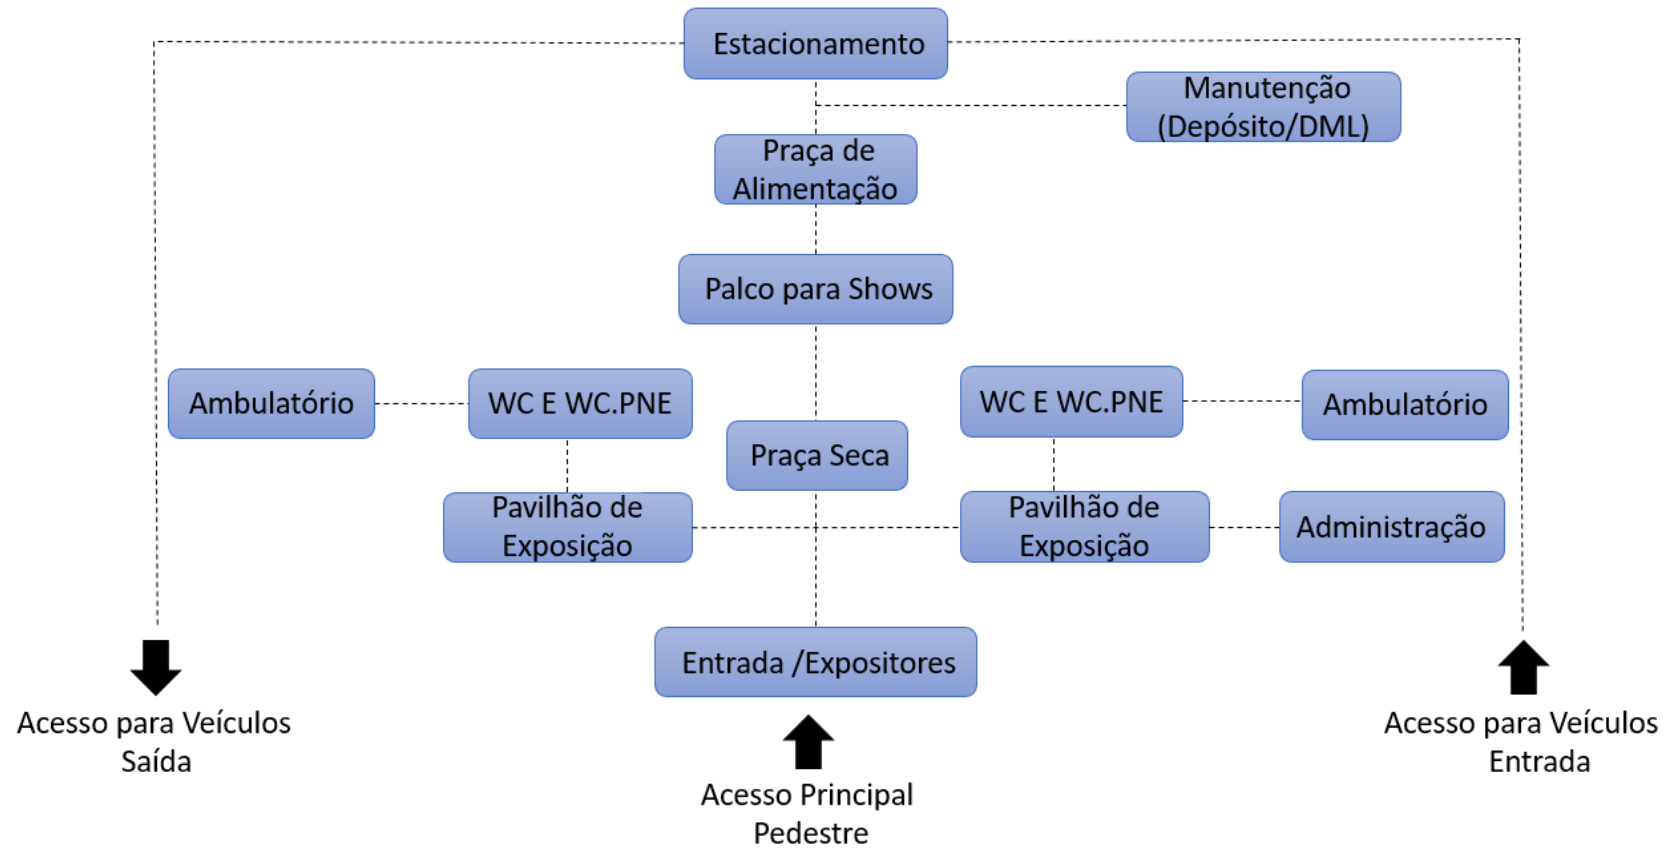 Estacionamento
Manutenção
(Depósito/DML)
Praça de
Alimentação
Palco para Shows
Ambulatório
WC E WC.PNE
WC E WC.PNE
Ambulatório
Praça Seca
Pavilhão de
Exposição
Pavilhão de
Exposição
Administração
Entrada /Expositores
Acesso para Veículos
Saída
Acesso para Veículos
Entrada
Acesso Principal
Pedestre